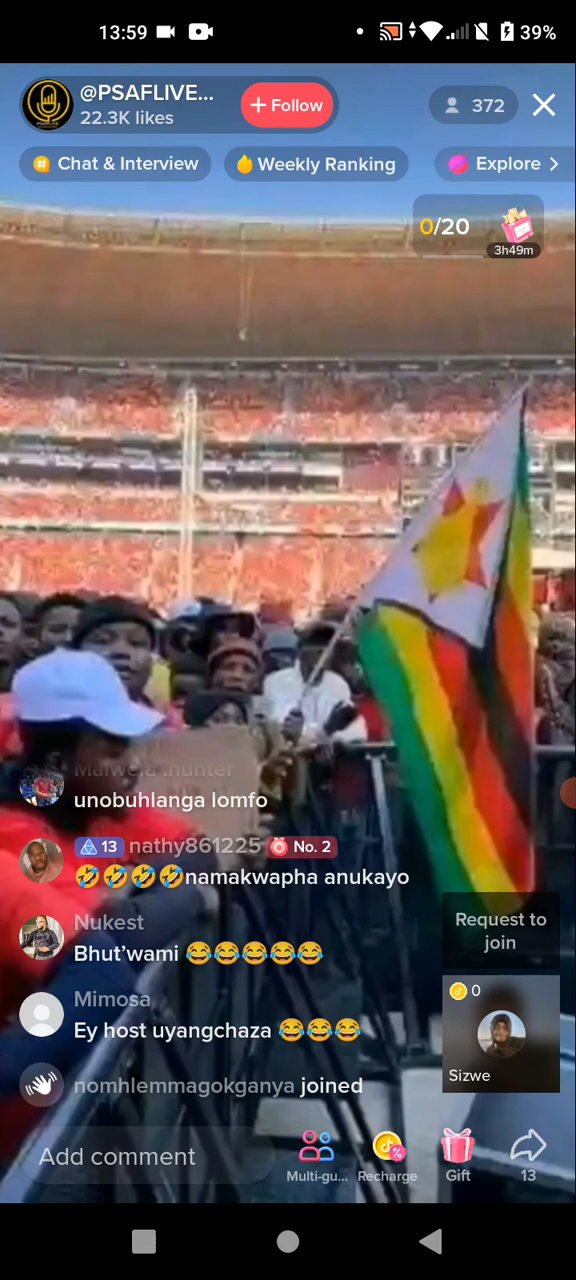 13:59
39%
@PSAFLIVE...
22.3K likes
+ Follow
372
Chat & Interview
Weekly Ranking
Explore
0/20
3h49m
Malwela .hunter
unobuhlanga lomfo
13 nathy861225 No. 2
🤣🤣🤣🤣namakwapha anukayo
Nukest
Bhut’wami 😂😂😂😂😂
Mimosa
Ey host uyangchaza 😂😂😂
nomhlemmagokganya joined
Request to
join
0
Sizwe
Add comment
Multi-gu...
Recharge
Gift
13